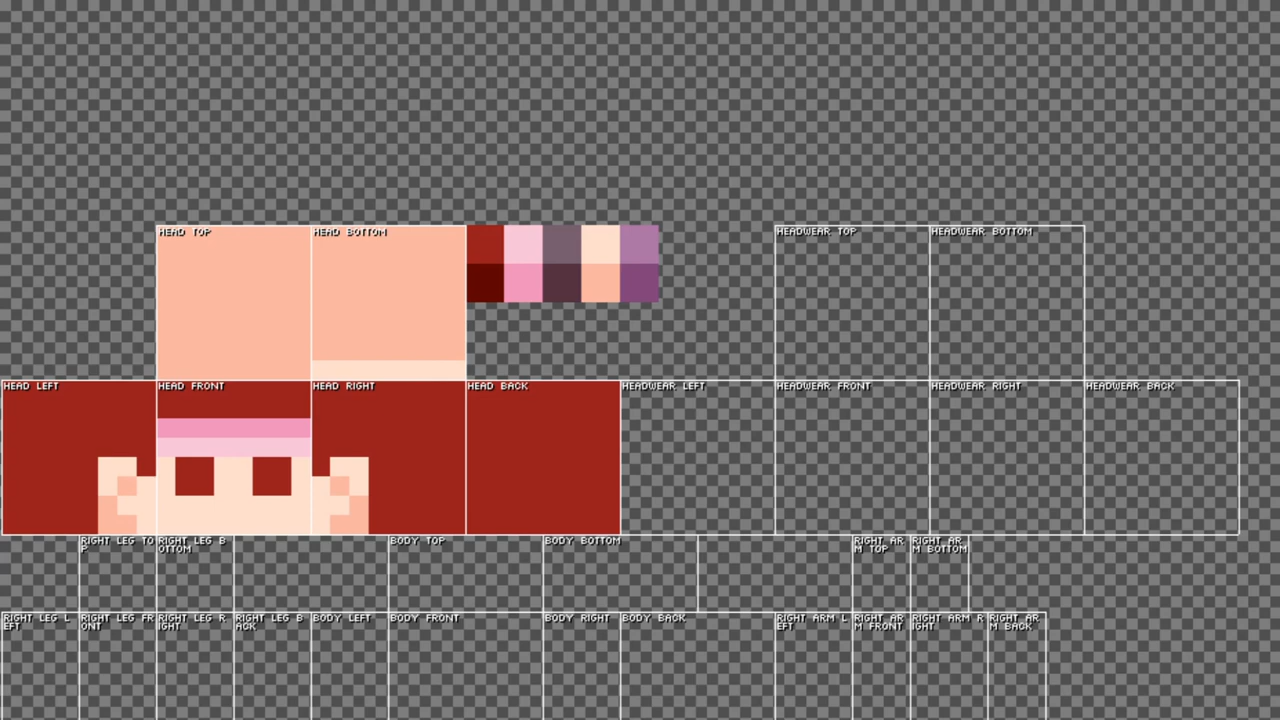 HEAD TOP
HEAD BOTTOM
HEADWEAR TOP
HEADWEAR BOTTOM
HEAD LEFT
HEAD FRONT
HEAD RIGHT
HEAD BACK
HEADWEAR LEFT
HEADWEAR FRONT
HEADWEAR RIGHT
HEADWEAR BACK
RIGHT LEG TO
P
RIGHT LEG B
OTTOM
BODY TOP
BODY BOTTOM
RIGHT AR
M TOP
RIGHT AR
M BOTTOM
RIGHT LEG L
EFT
RIGHT LEG FR
ONT
RIGHT LEG R
IGHT
RIGHT LEG B
ACK
BODY LEFT
BODY FRONT
BODY RIGHT
BODY BACK
RIGHT ARM L
EFT
RIGHT AR
M FRONT
RIGHT ARM R
IGHT
RIGHT AR
M BACK